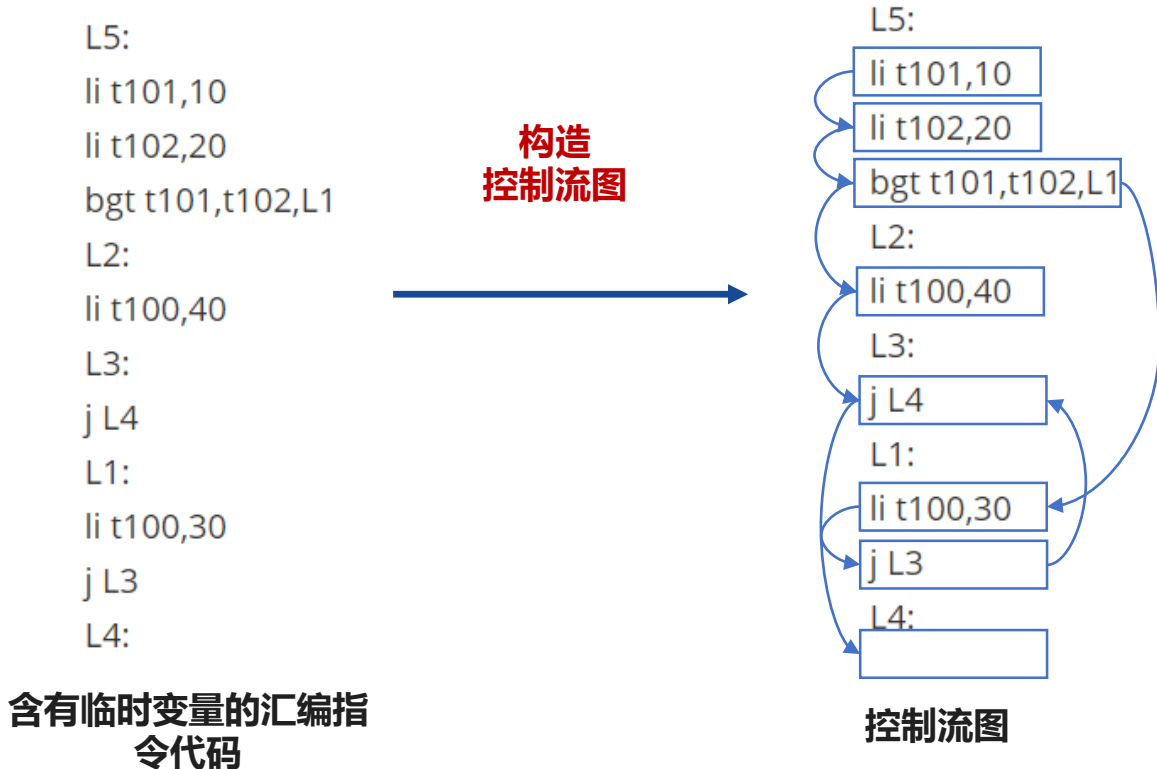 L5:
li t101,10
li t102,20
bgt t101,t102,L1
L2:
li t100,40
L3:
j L4
L1:
li t100,30
j L3
L4:
含有临时变量的汇编指
令代码
构造
控制流图
L5:
li t101,10
li t102,20
bgt t101,t102,L1
L2:
li t100,40
L3:
j L4
L1:
li t100,30
j L3
L4:
控制流图